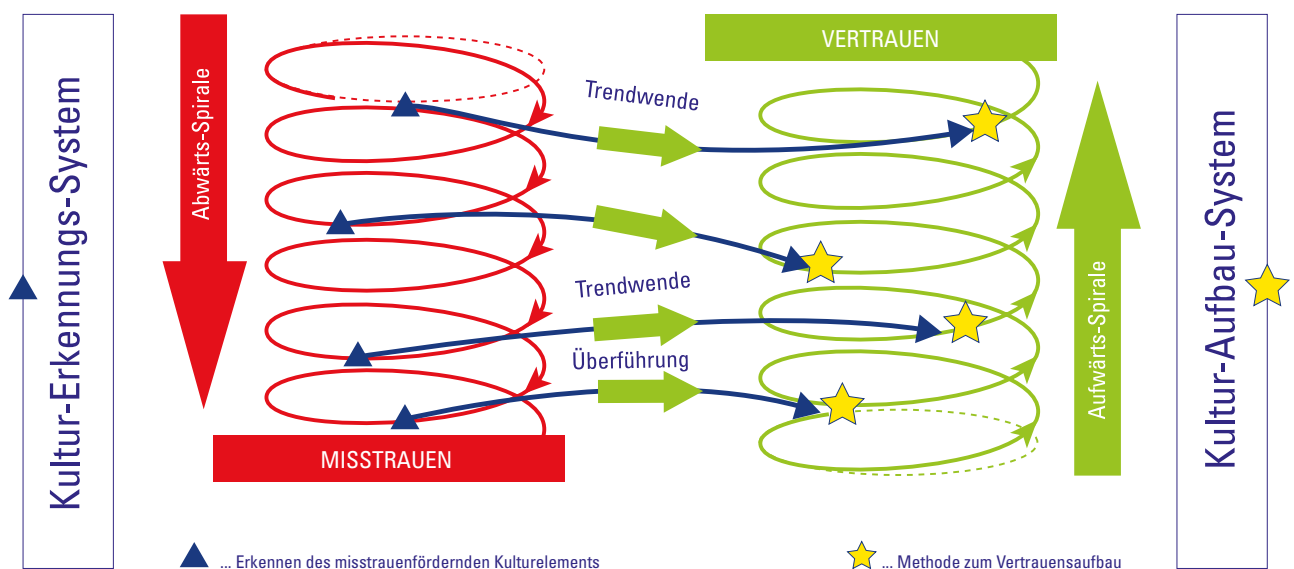 Kultur-Erkennungs-System
Abwärts-Spirale
MISSTRAUEN
Trendwende
Trendwende
Überführung
VERTRAUEN
Aufwärts-Spirale
Kultur-Aufbau-System
... Erkennen des misstrauenfördernden Kulturelements
... Methode zum Vertrauensaufbau